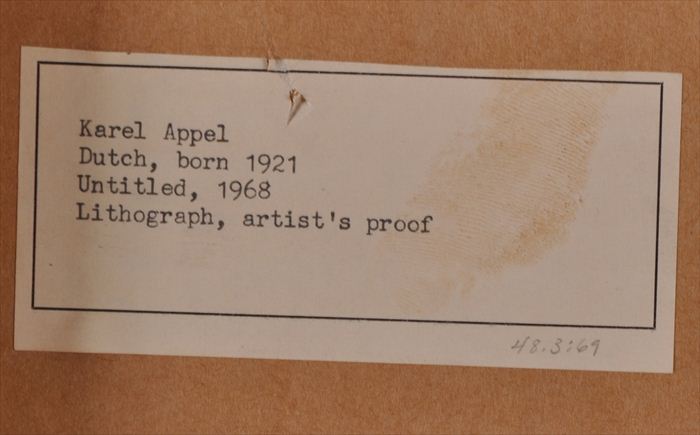 Karel Appel
Dutch, born 1921
Untitled, 1968
Lithograph, artist's proof
48.3:69